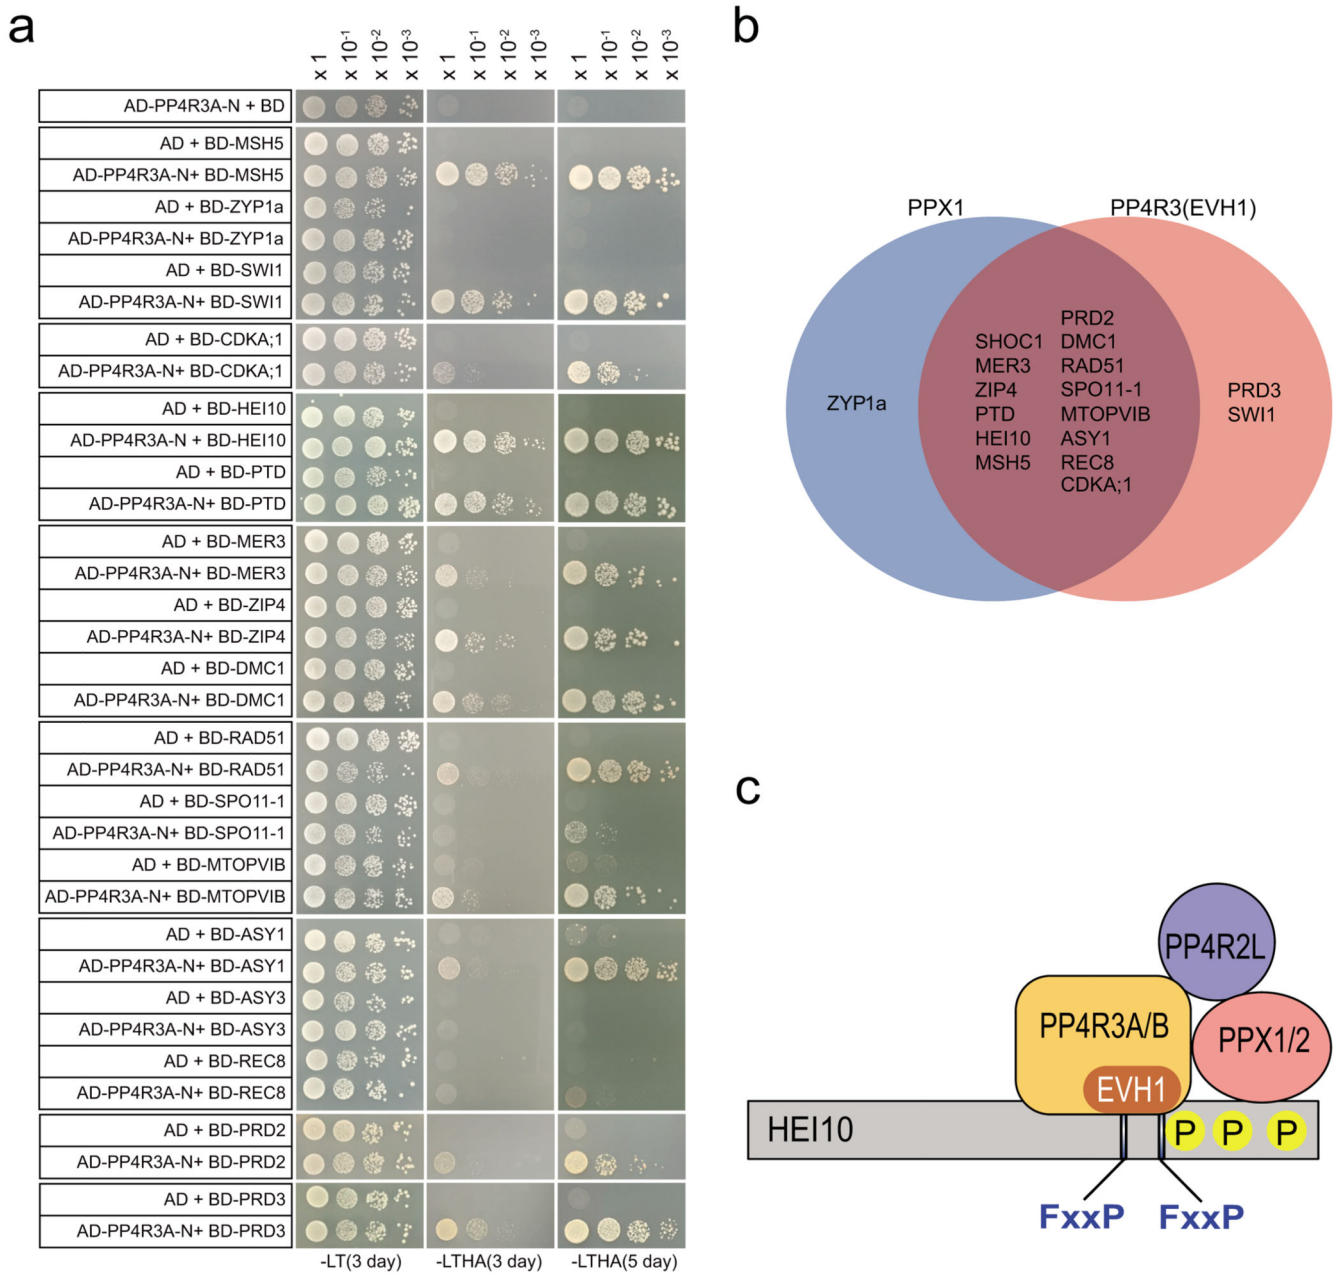 a
x 1
x 10-1
x 10-2
x 10-3
x 1
x 10-1
x 10-2
x 10-3
x 1
x 10-1
x 10-2
x 10-3
AD-PP4R3A-N + BD
AD + BD-MSH5
AD-PP4R3A-N+ BD-MSH5
AD + BD-ZYP1a
AD-PP4R3A-N+ BD-ZYP1a
AD + BD-SWI1
AD-PP4R3A-N+ BD-SWI1
AD + BD-CDKA;1
AD-PP4R3A-N+ BD-CDKA;1
AD + BD-HEI10
AD-PP4R3A-N + BD-HEI10
AD + BD-PTD
AD-PP4R3A-N+ BD-PTD
AD + BD-MER3
AD-PP4R3A-N+ BD-MER3
AD + BD-ZIP4
AD-PP4R3A-N+ BD-ZIP4
AD + BD-DMC1
AD-PP4R3A-N+ BD-DMC1
AD + BD-RAD51
AD-PP4R3A-N+ BD-RAD51
AD + BD-SPO11-1
AD-PP4R3A-N+ BD-SPO11-1
AD + BD-MTOPVIB
AD-PP4R3A-N+ BD-MTOPVIB
AD + BD-ASY1
AD-PP4R3A-N+ BD-ASY1
AD + BD-ASY3
AD-PP4R3A-N+ BD-ASY3
AD + BD-REC8
AD-PP4R3A-N+ BD-REC8
AD + BD-PRD2
AD-PP4R3A-N+ BD-PRD2
AD + BD-PRD3
AD-PP4R3A-N+ BD-PRD3
-LT(3 day)
-LTHA(3 day)
-LTHA(5 day)
b
PPX1
PP4R3(EVH1)
ZYP1a
SHOC1
MER3
ZIP4
PTD
HEI10
MSH5
PRD2
DMC1
RAD51
SPO11-1
MTOPVIB
ASY1
REC8
CDKA;1
PRD3
SWI1
c
PP4R2L
PP4R3A/B
PPX1/2
EVH1
HEI10
P
P
P
FxxP
FxxP